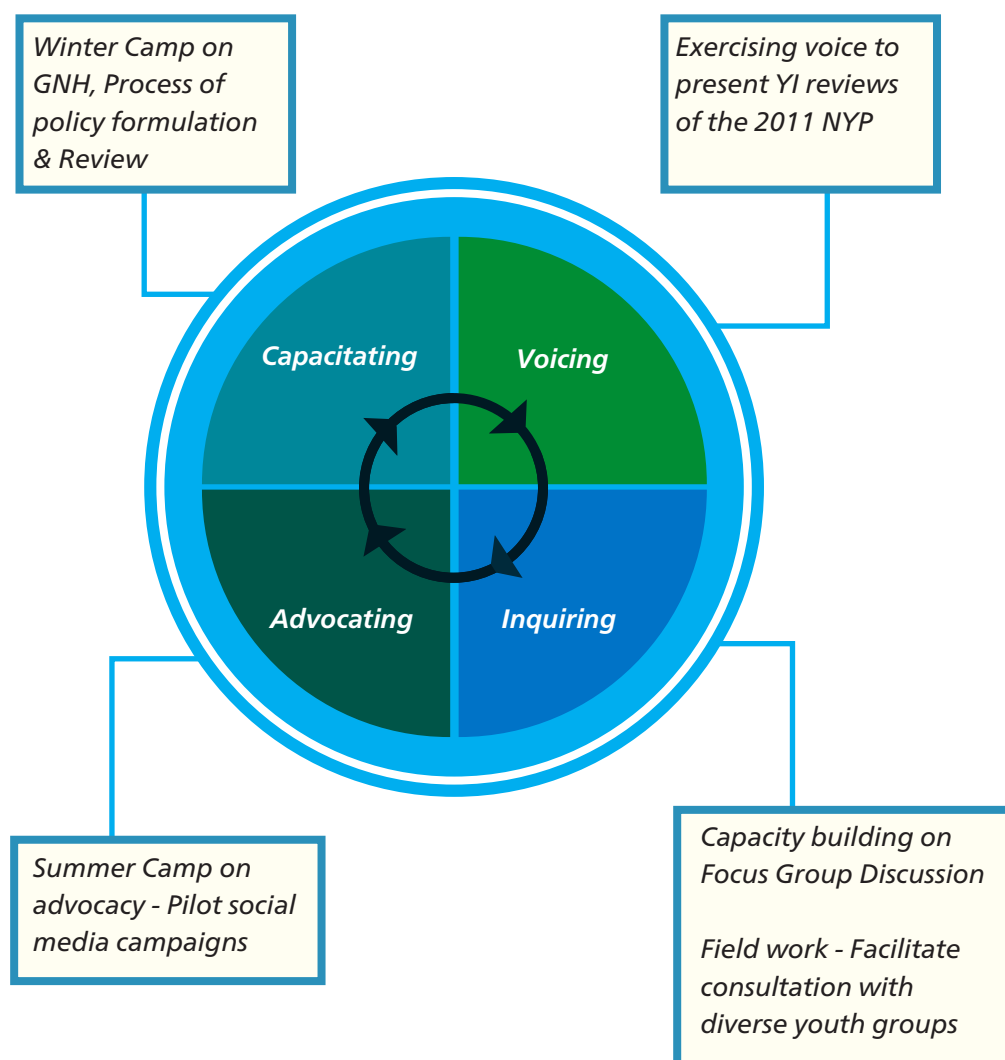 Winter Camp on
GNH, Process of
policy formulation
& Review
Exercising voice to
present YI reviews
of the 2011 NYP
Capacitating
Voicing
Advocating
Inquiring
Summer Camp on
advocacy - Pilot social
media campaigns
Capacity building on
Focus Group Discussion
Field work - Facilitate
consultation with
diverse youth groups